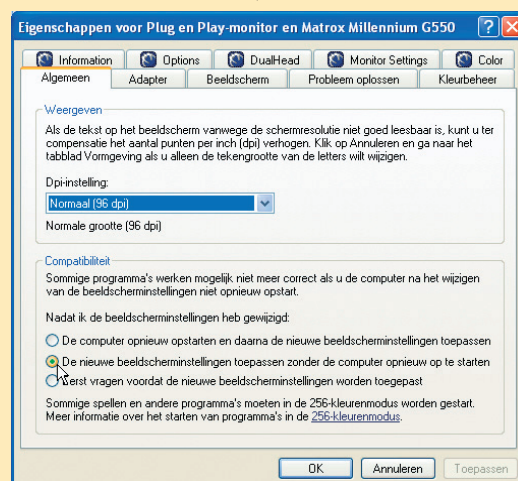 Eigenschappen voor Plug en Play-monitor en Matrox Millennium G550
Information Options DualHead Monitor Settings Color
Algemeen Adapter Beeldscherm Probleem oplossen Kleurbeheer
Weergeven
Als de tekst op het beeldscherm vanwege de schermresolutie niet goed leesbaar is, kunt u ter
compensatie het aantal punten per inch (dpi) verhogen. Klik op Annuleren en ga naar het
tabblad Vormgeving als u alleen de tekengrootte van de letters wilt wijzigen.
Dpi-instelling:
Normaal (96 dpi)
Normale grootte (96 dpi)
Compatibiliteit
Sommige programma's werken mogelijk niet meer correct als u de computer na het wijzigen
van de beeldscherminstellingen niet opnieuw opstart.
Nadat ik de beeldscherminstellingen heb gewijzigd:
De computer opnieuw opstarten en daarna de nieuwe beeldscherminstellingen toepassen
De nieuwe beeldscherminstellingen toepassen zonder de computer opnieuw op te starten
Eerst vragen voordat de nieuwe beeldscherminstellingen worden toegepast
Sommige spellen en andere programma's moeten in de 256-kleurenmodus worden gestart.
Meer informatie over het starten van programma's in de 256-kleurenmodus.
OK Annuleren Toepassen